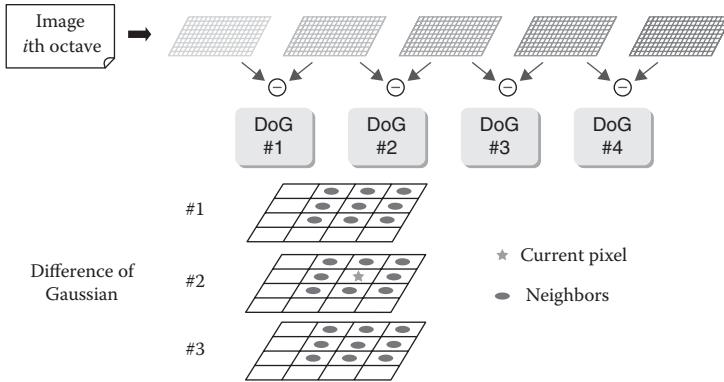 Image
ith octave
DoG
#1
DoG
#2
DoG
#3
DoG
#4
#1
Difference of
Gaussian
#2
Current pixel
Neighbors
#3